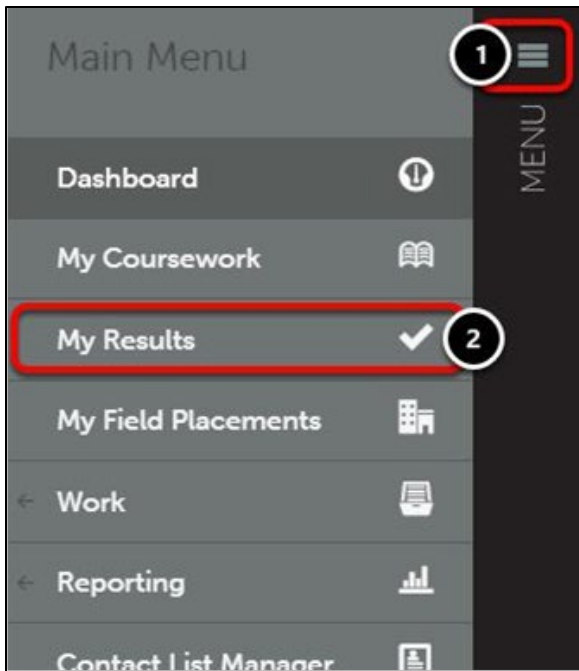 Main Menu
1
MENU
Dashboard
My Coursework
My Results
2
My Field Placements
Work
Reporting
Contact List Manager